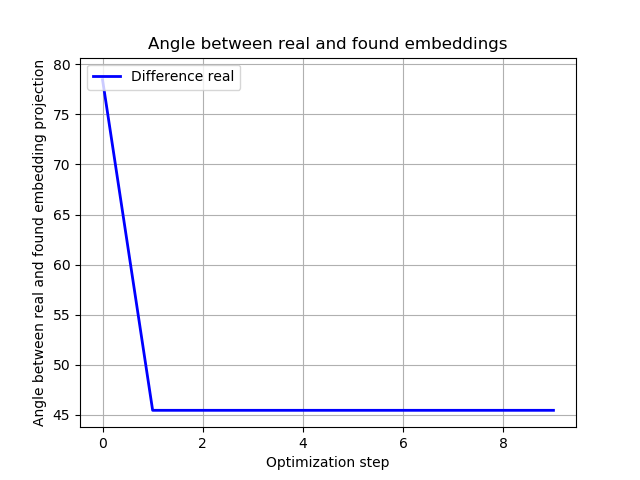 Angle between real and found embeddings
Difference real
Angle between real and found embedding projection
80
75
70
65
60
55
50
45
0 2 4 6 8
Optimization step